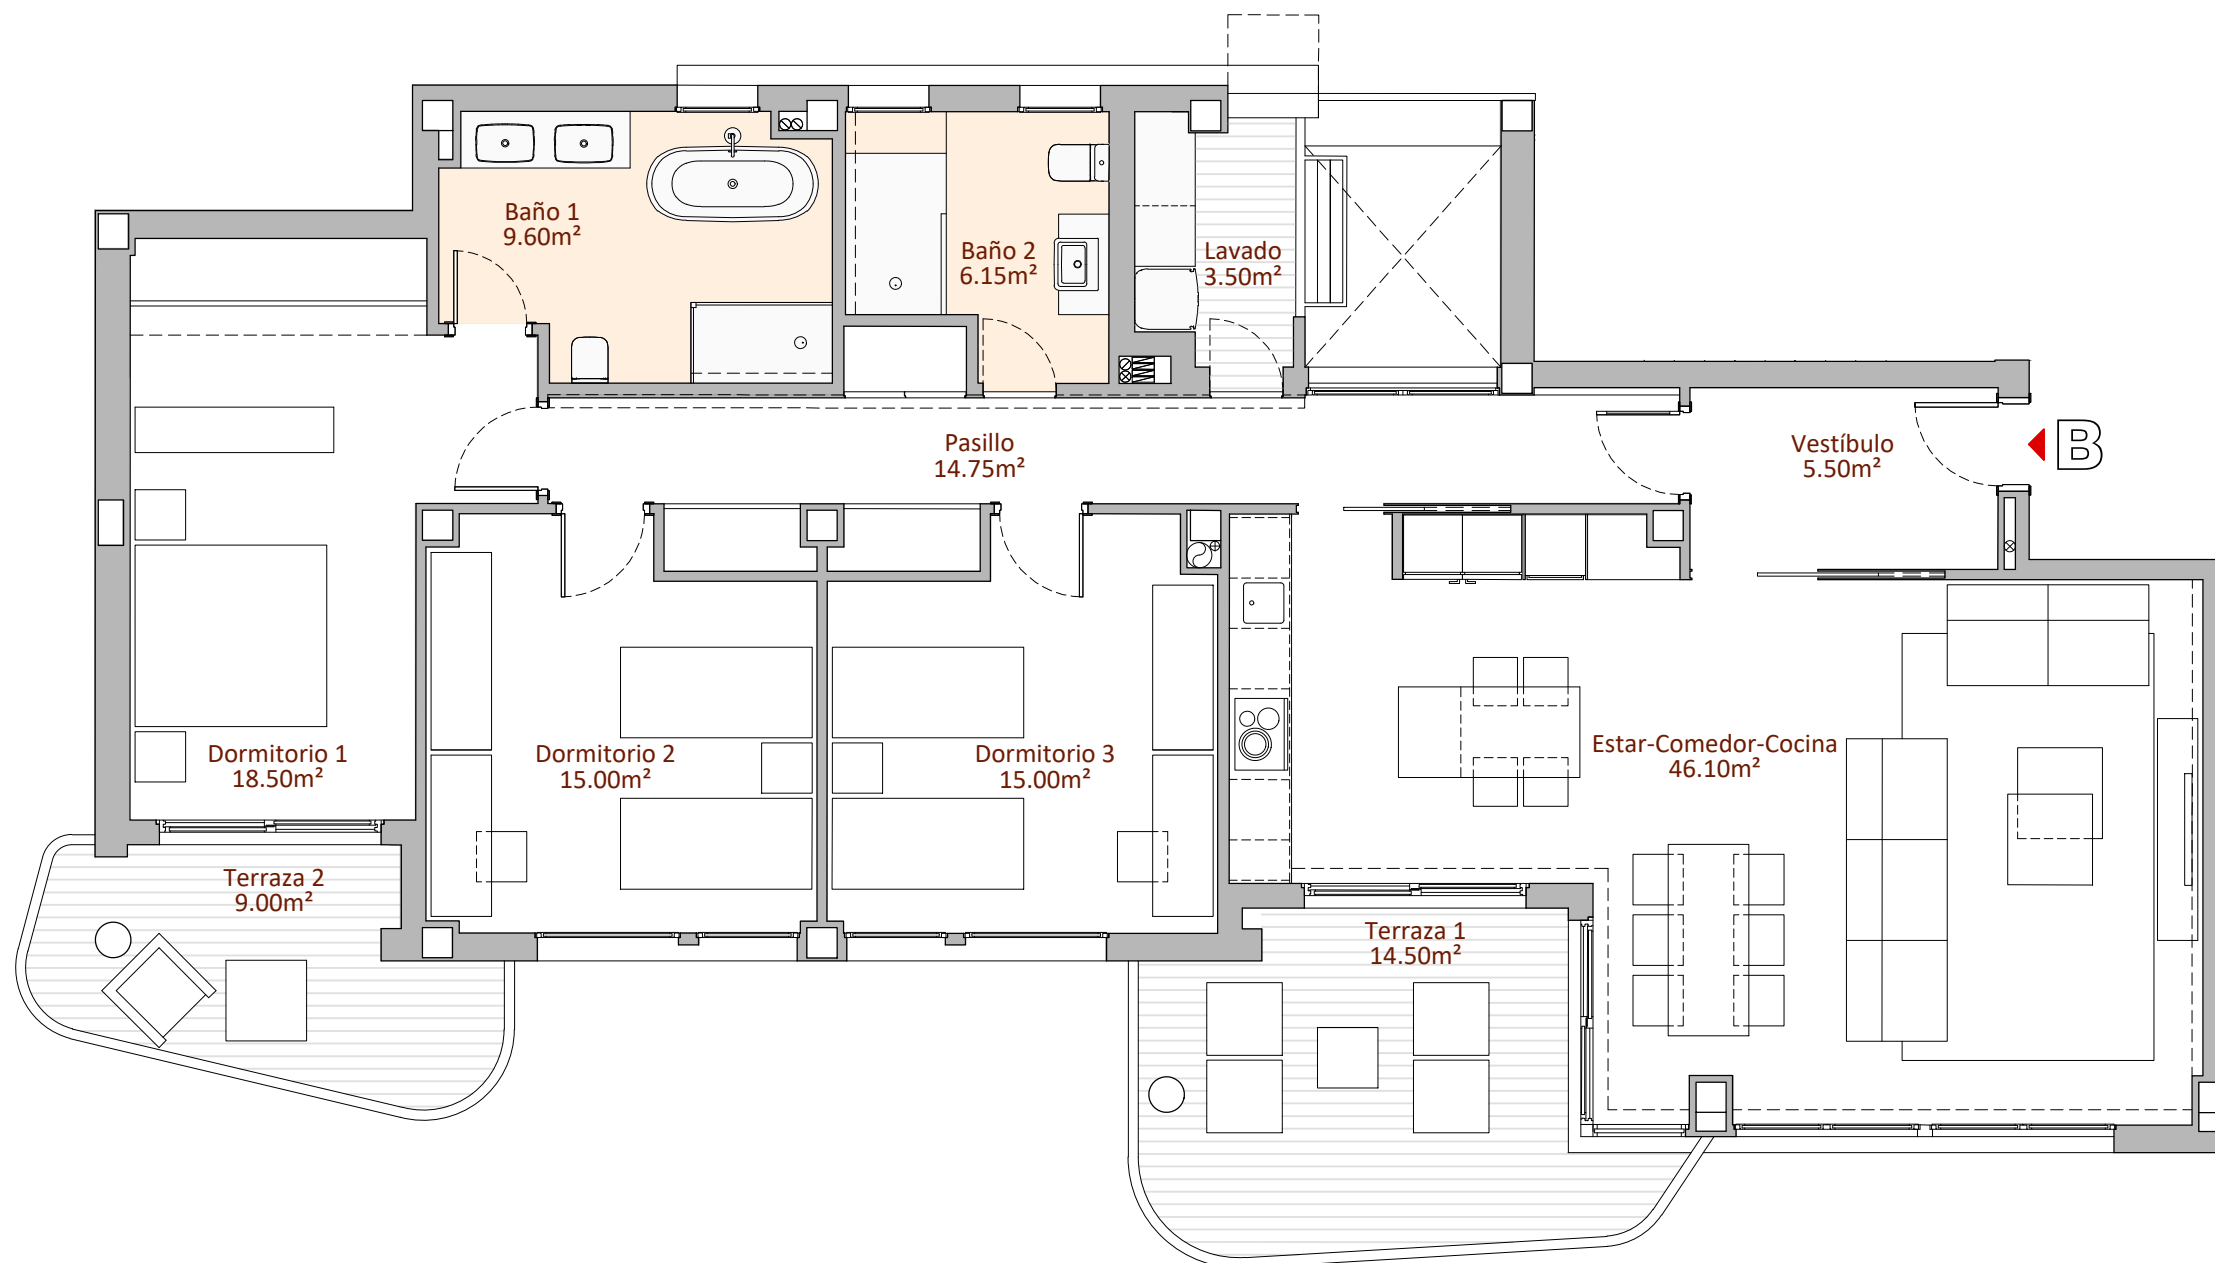 Baño 1
9.60m²
Baño 2
6.15m²
Lavado
3.50m²
Pasillo
14.75m²
Vestíbulo
5.50m²
B
Dormitorio 1
18.50m²
Dormitorio 2
15.00m²
Dormitorio 3
15.00m²
Estar-Comedor-Cocina
46.10m²
Terraza 2
9.00m²
Terraza 1
14.50m²